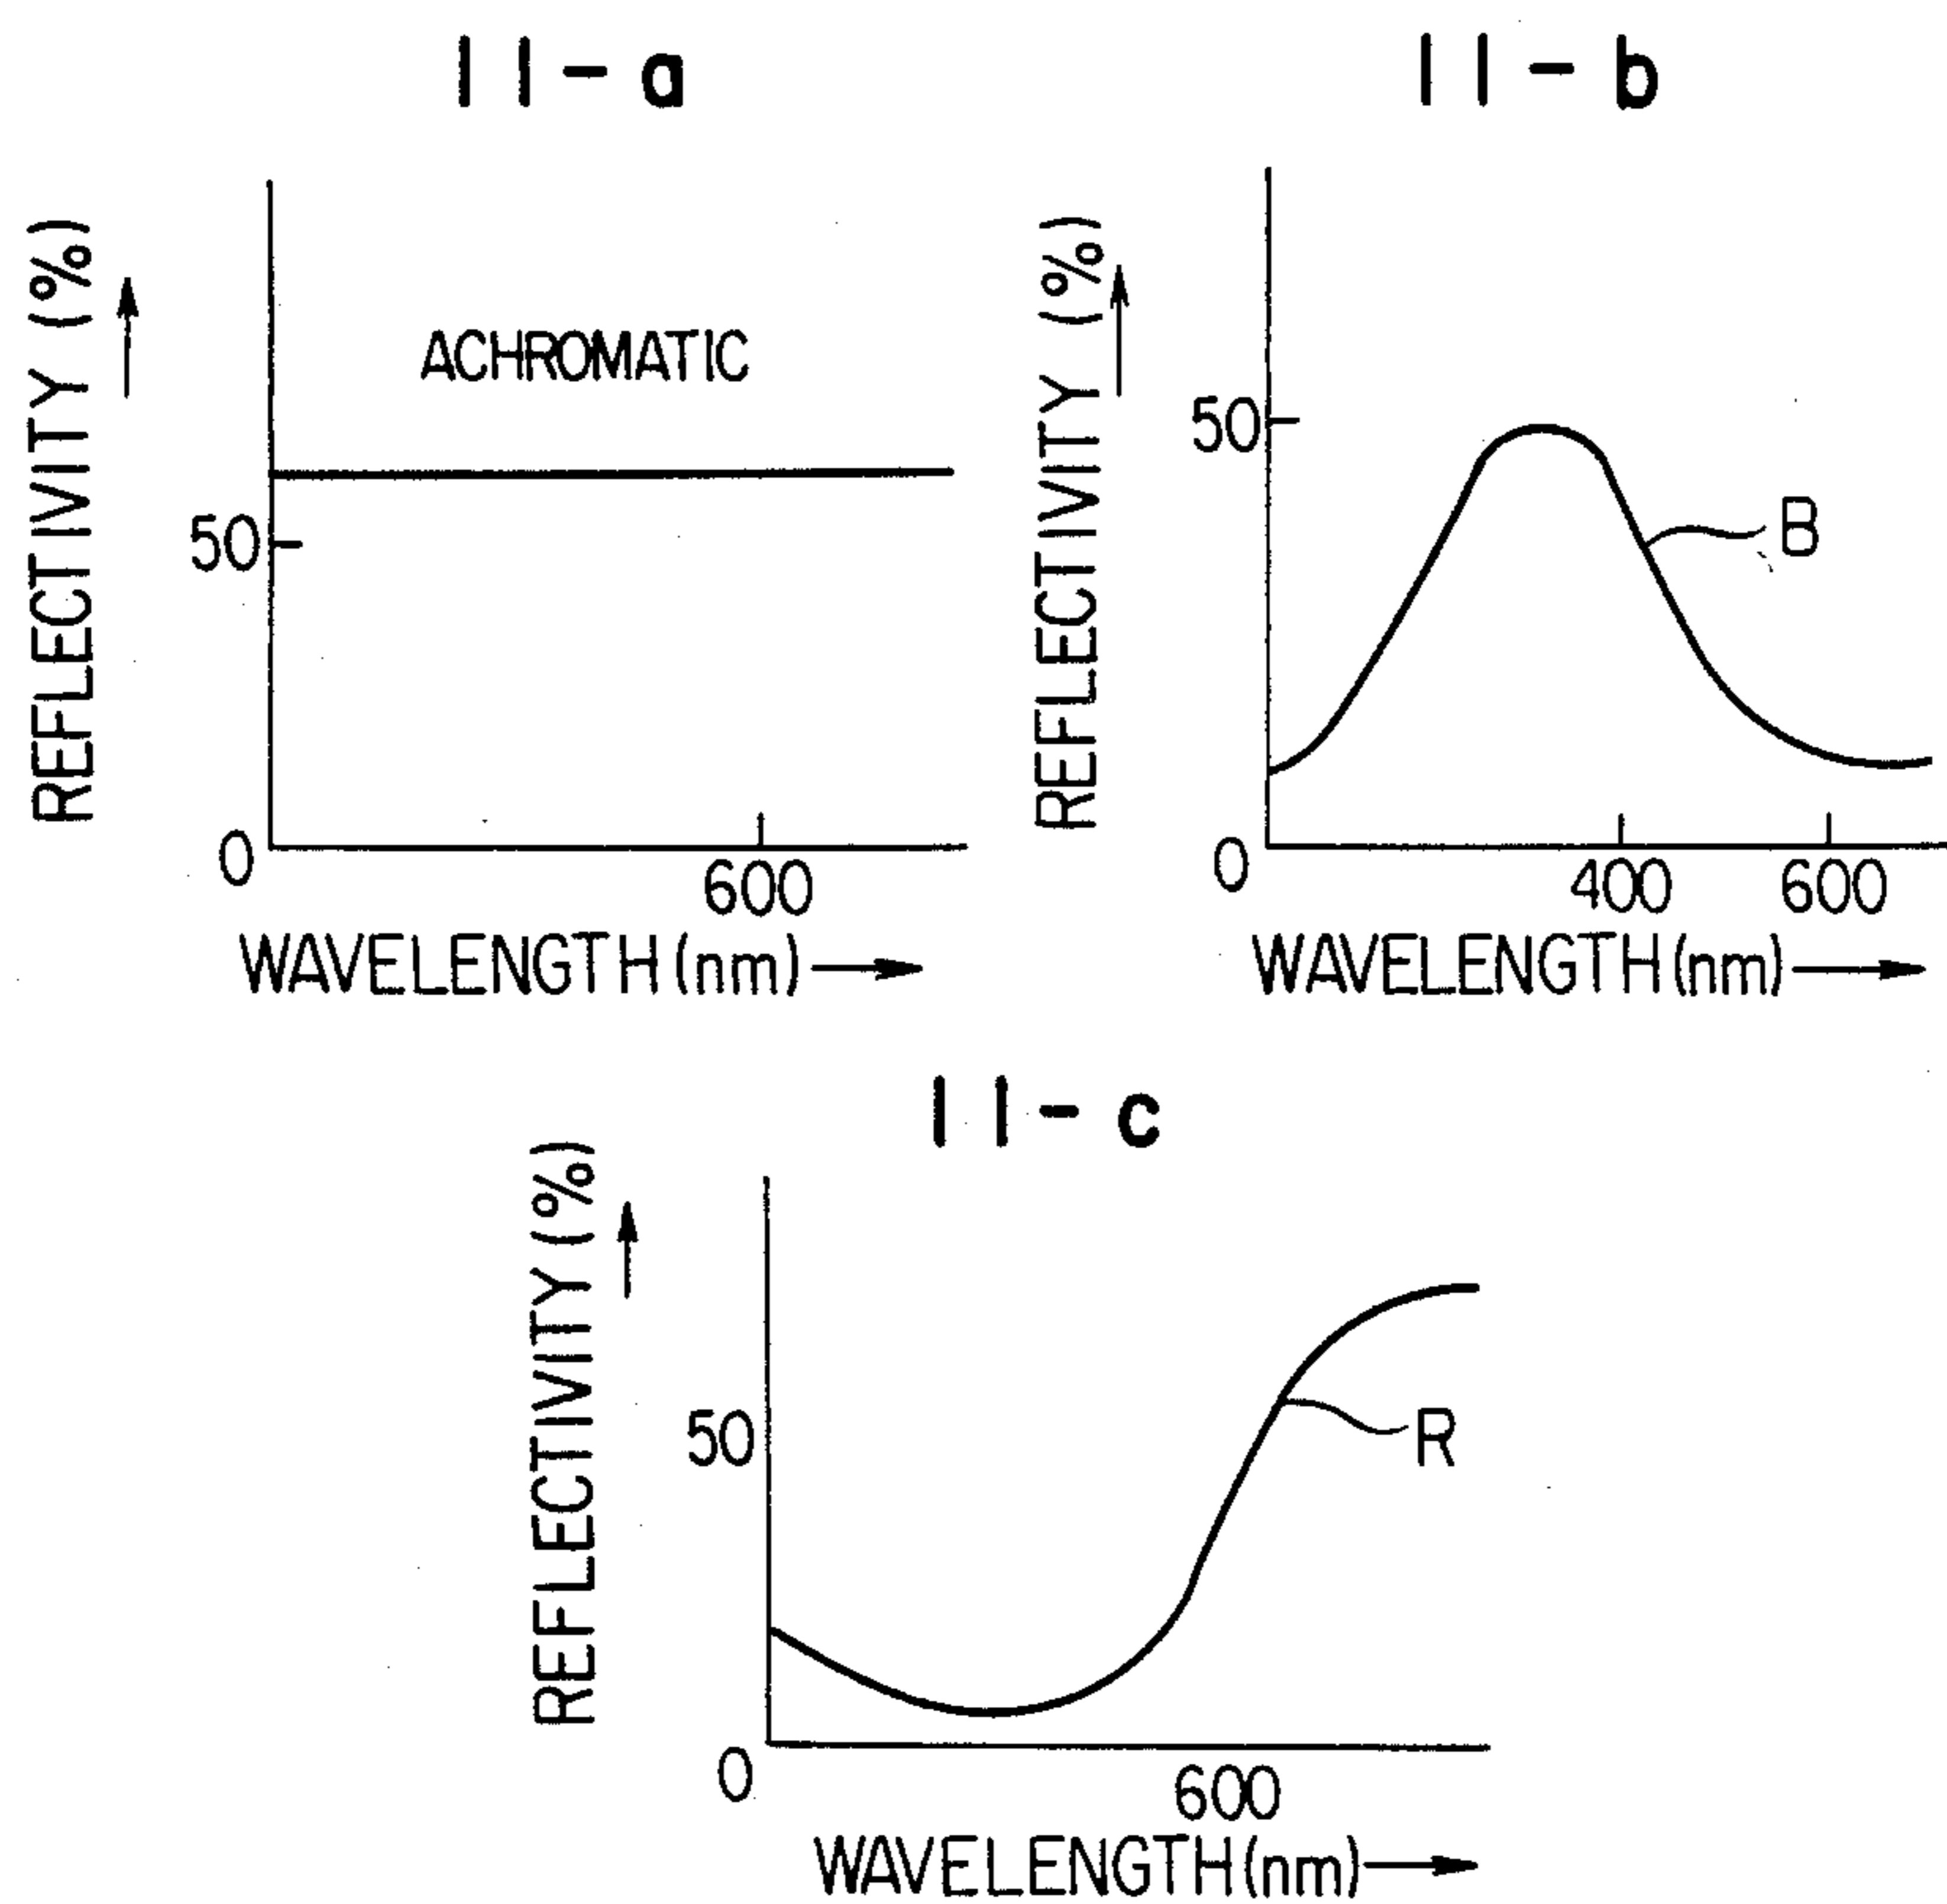 11-a
REFLECTIVITY (%)
ACHROMATIC
50
0
600
WAVELENGTH (nm)
11-b
REFLECTIVITY (%)
50
B
0
400 600
WAVELENGTH (nm)
11-c
REFLECTIVITY (%)
50
R
0
600
WAVELENGTH (nm)